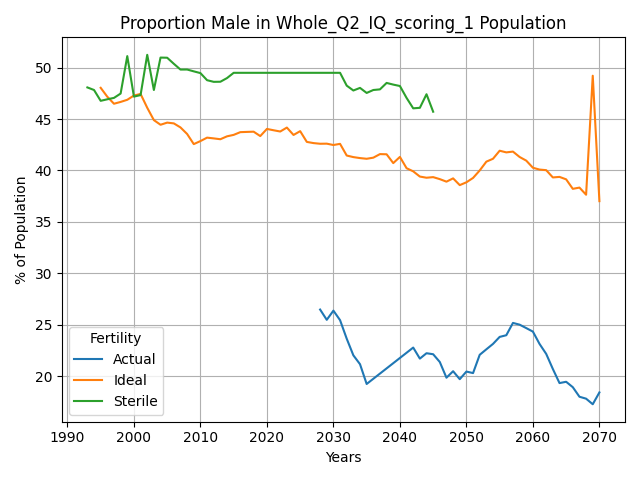 Proportion Male in Whole_Q2_IQ_scoring_1 Population
% of Population
50
45
40
35
30
25
20
Fertility
Actual
Ideal
Sterile
1990 2000 2010 2020 2030 2040 2050 2060 2070
Years